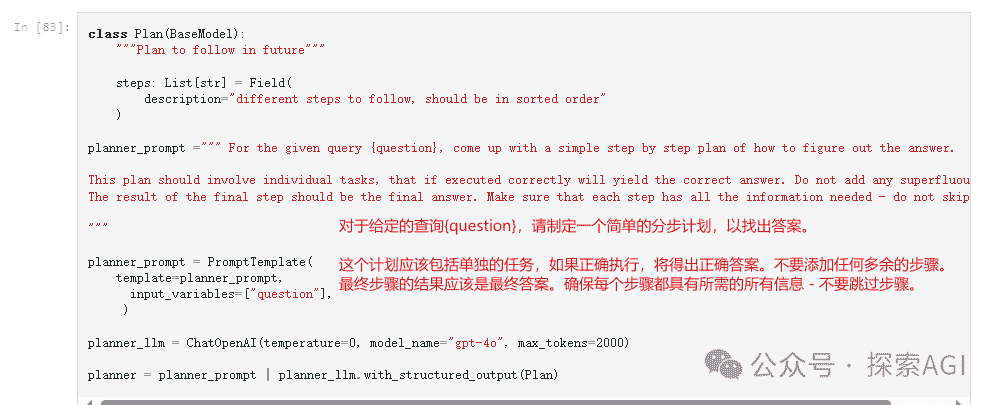 In [83]:
class Plan(BaseModel):
"""Plan to follow in future"""
steps: List[str] = Field(
description="different steps to follow, should be in sorted order"
)
planner_prompt =""" For the given query {question}, come up with a simple step by step plan of how to figure out the answer.
This plan should involve individual tasks, that if executed correctly will yield the correct answer. Do not add any
The result of the final step should be the final answer. Make sure that each step has all the information needed - do not skip
"""
对于给定的查询{question}，请制定一个简单的分步计划，以找出答案。
planner_prompt = PromptTemplate(
这个计划应该包括单独的任务，如果正确执行，将得出正确答案。不要添加任何多余的步骤。
template=planner_prompt,
最终步骤的结果应该是最终答案。确保每个步骤都具有所需的所有信息 - 不要跳过步骤。
input_variables=["question"],
)
planner_llm = ChatOpenAI(temperature=0, model_name="gpt-4o", max_tokens=2000)
planner = planner_prompt | planner_llm.with_structured_output(Plan)
公众号 · 探索AGI